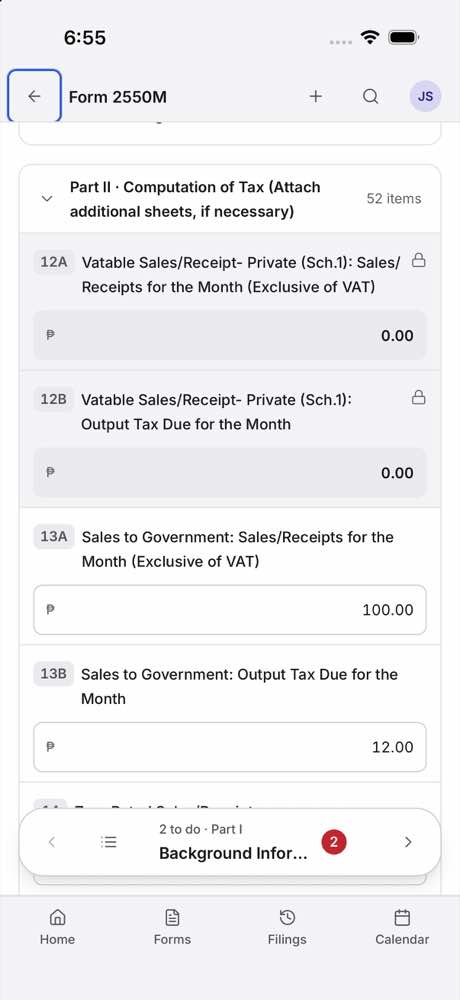 6:55
Form 2550M
JS
Part II · Computation of Tax (Attach
additional sheets, if necessary)
52 items
12A
Vatable Sales/Receipt- Private (Sch.1): Sales/
Receipts for the Month (Exclusive of VAT)
₱
0.00
12B
Vatable Sales/Receipt- Private (Sch.1):
Output Tax Due for the Month
₱
0.00
13A
Sales to Government: Sales/Receipts for the
Month (Exclusive of VAT)
₱
100.00
13B
Sales to Government: Output Tax Due for the
Month
₱
12.00
2 to do · Part I
Background Infor...
2
Home
Forms
Filings
Calendar